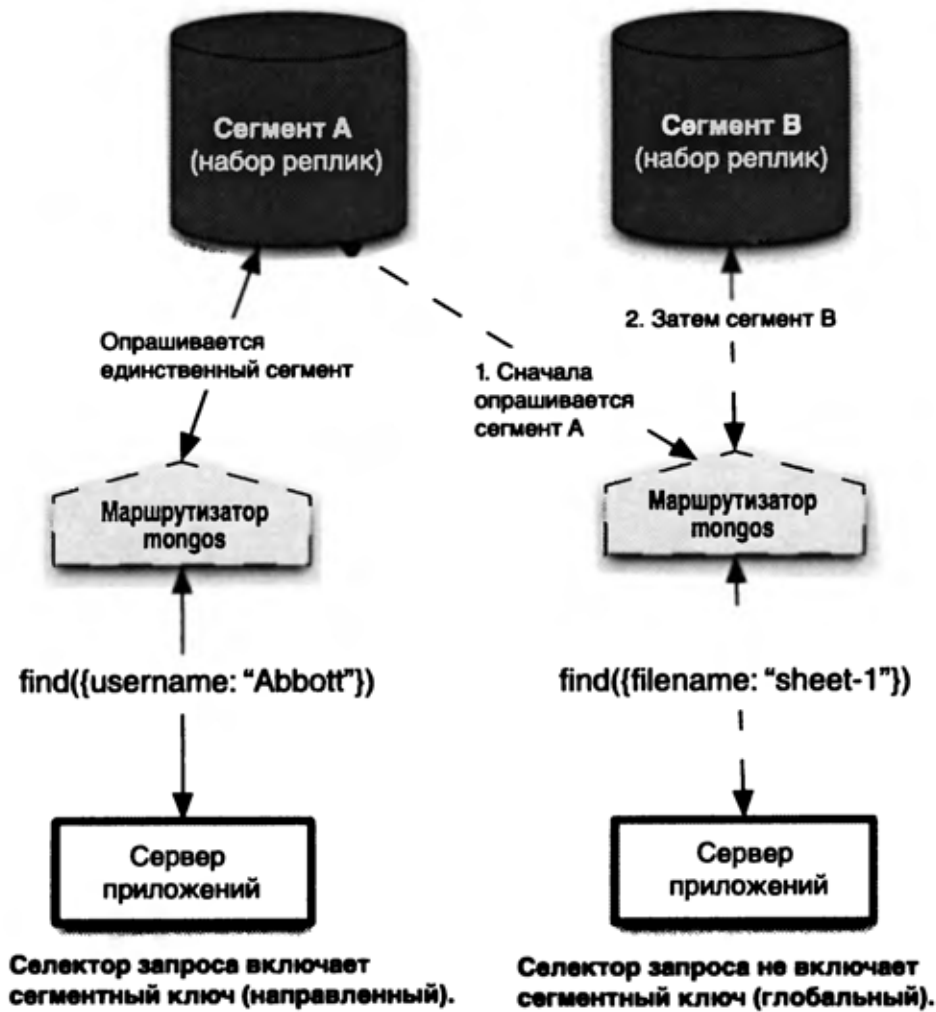 Сегмент A
(набор реплик)
Сегмент B
(набор реплик)
Опрашивается
единственный сегмент
1. Сначала
опрашивается
сегмент A
2. Затем сегмент B
Маршрутизатор
mongos
Маршрутизатор
mongos
find({username: “Abbott”})
find({filename: “sheet-1”})
Сервер
приложений
Сервер
приложений
Селектор запроса включает
сегментный ключ (направленный).
Селектор запроса не включает
сегментный ключ (глобальный).